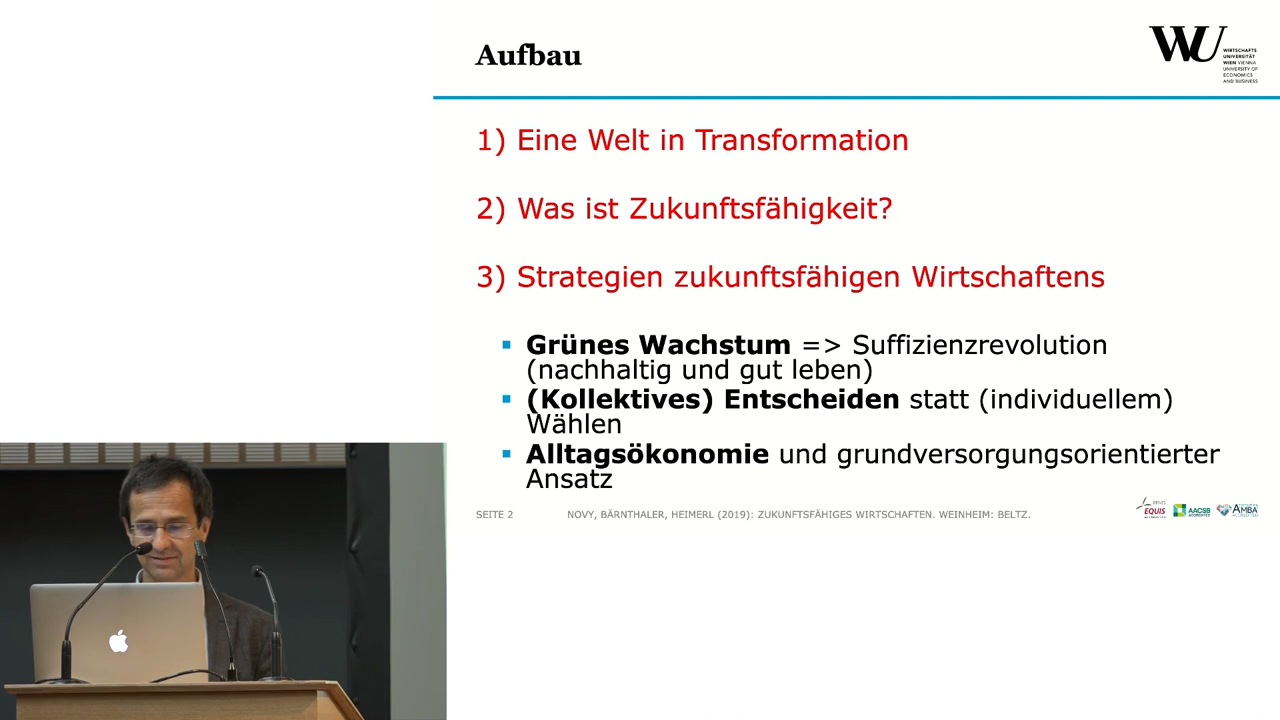 Aufbau
WU
WIRTSCHAFTS
UNIVERSITÄT
WIEN VIENNA
UNIVERSITY OF
ECONOMICS
AND BUSINESS
1) Eine Welt in Transformation
2) Was ist Zukunftsfähigkeit?
3) Strategien zukunftsfähigen Wirtschaftens
▪ Grünes Wachstum => Suffizienzrevolution
(nachhaltig und gut leben)
▪ (Kollektives) Entscheiden statt (individuellem)
Wählen
▪ Alltagsökonomie und grundversorgungsorientierter
Ansatz
SEITE 2 NOVY, BÄRNTHALER, HEIMERL (2019): ZUKUNFTSFÄHIGES WIRTSCHAFTEN. WEINHEIM: BELTZ.
EQUIS
AACSB
AMBA